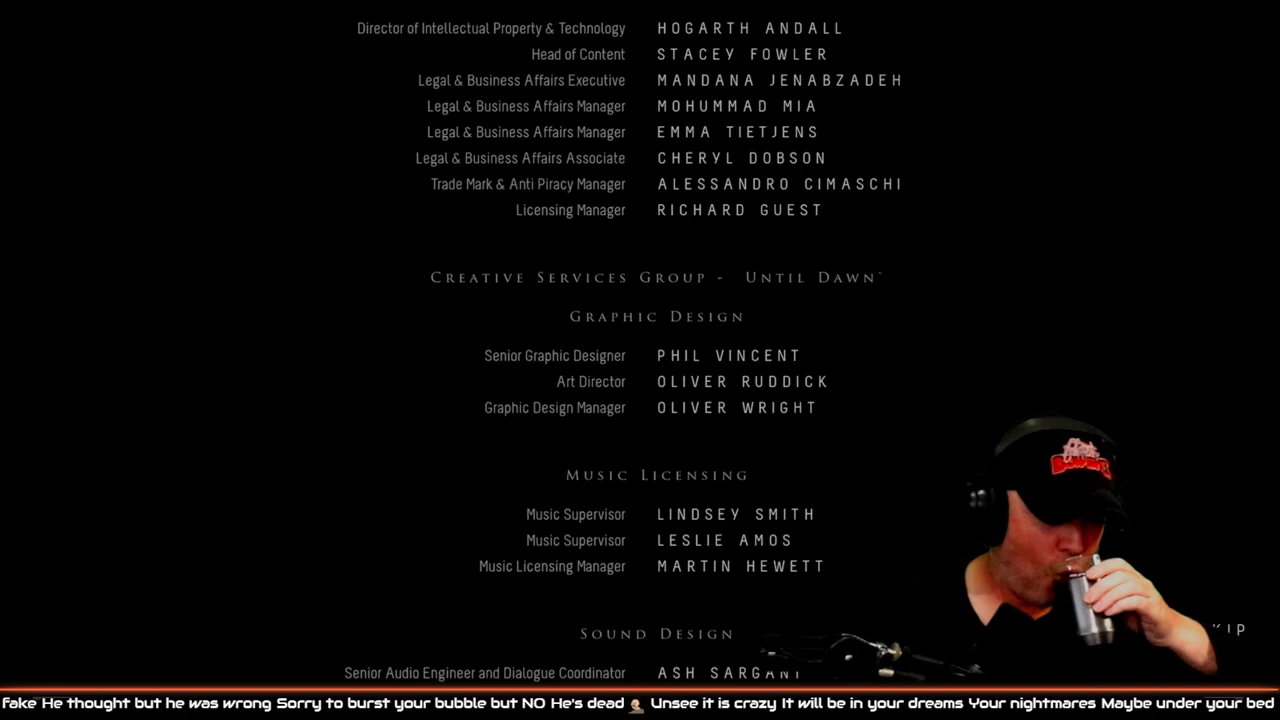 Director of Intellectual Property & Technology HOGARTH ANDALL
Head of Content STACEY FOWLER
Legal & Business Affairs Executive MANDANA JENABZADEH
Legal & Business Affairs Manager MOHUMMAD MIA
Legal & Business Affairs Manager EMMA TIETJENS
Legal & Business Affairs Associate CHERYL DOBSON
Trade Mark & Anti Piracy Manager ALESSANDRO CIMASCHI
Licensing Manager RICHARD GUEST
CREATIVE SERVICES GROUP - UNTIL DAWN™
GRAPHIC DESIGN
Senior Graphic Designer PHIL VINCENT
Art Director OLIVER RUDDICK
Graphic Design Manager OLIVER WRIGHT
MUSIC LICENSING
Music Supervisor LINDSEY SMITH
Music Supervisor LESLIE AMOS
Music Licensing Manager MARTIN HEWETT
SOUND DESIGN
Senior Audio Engineer and Dialogue Coordinator ASH SARGANT
fake He thought but he was wrong Sorry to burst your bubble but NO He's dead Unsee it is crazy It will be in your dreams Your nightmares Maybe under your bed